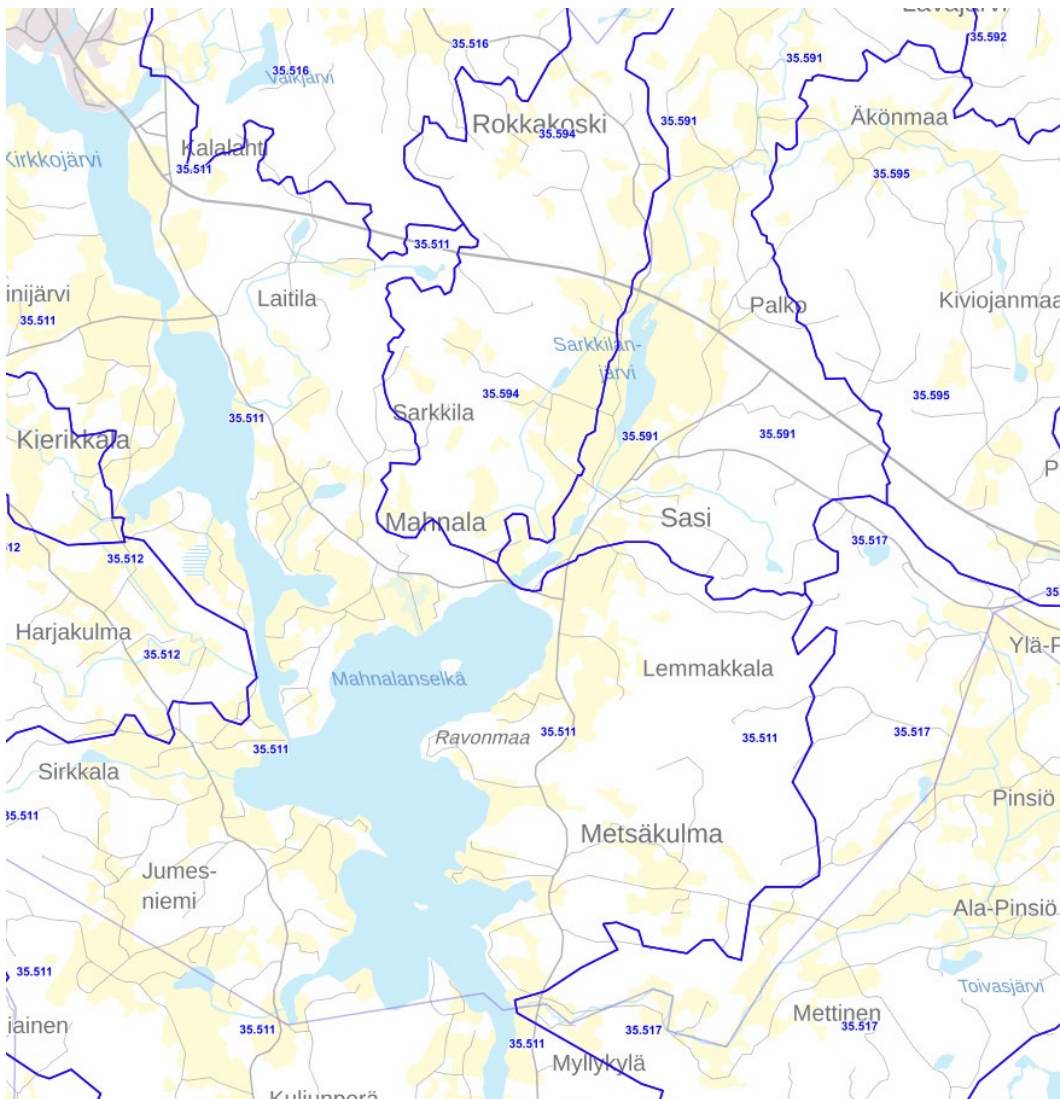 35.516
35.592
35.516
Valkjärvi
35.591
Kirkkojärvi
Kalalaht
35.511
Rokkakoski
35.594
35.591
Äkönmaa
35.595
35.511
inijärvi
35.511
Laitila
Palko
Kiviojanmaa
Sarkkilan-
järvi
35.594
35.595
Sarkkila
35.511
Kierikkala
35.591
35.591
Mahnala
Sasi
35.517
35.512
Harjakulma
35.512
Ylä-P
Lemmakkala
Mahnalanselkä
35.511
Ravonmaa
35.511
35.511
35.517
Sirkkala
35.511
Pinsiö
Metsäkulma
Jumes-
niemi
Ala-Pinsiö
35.511
Toivasjärvi
iainen
35.511
35.511
35.517
Mettinen
35.517
Myllykylä